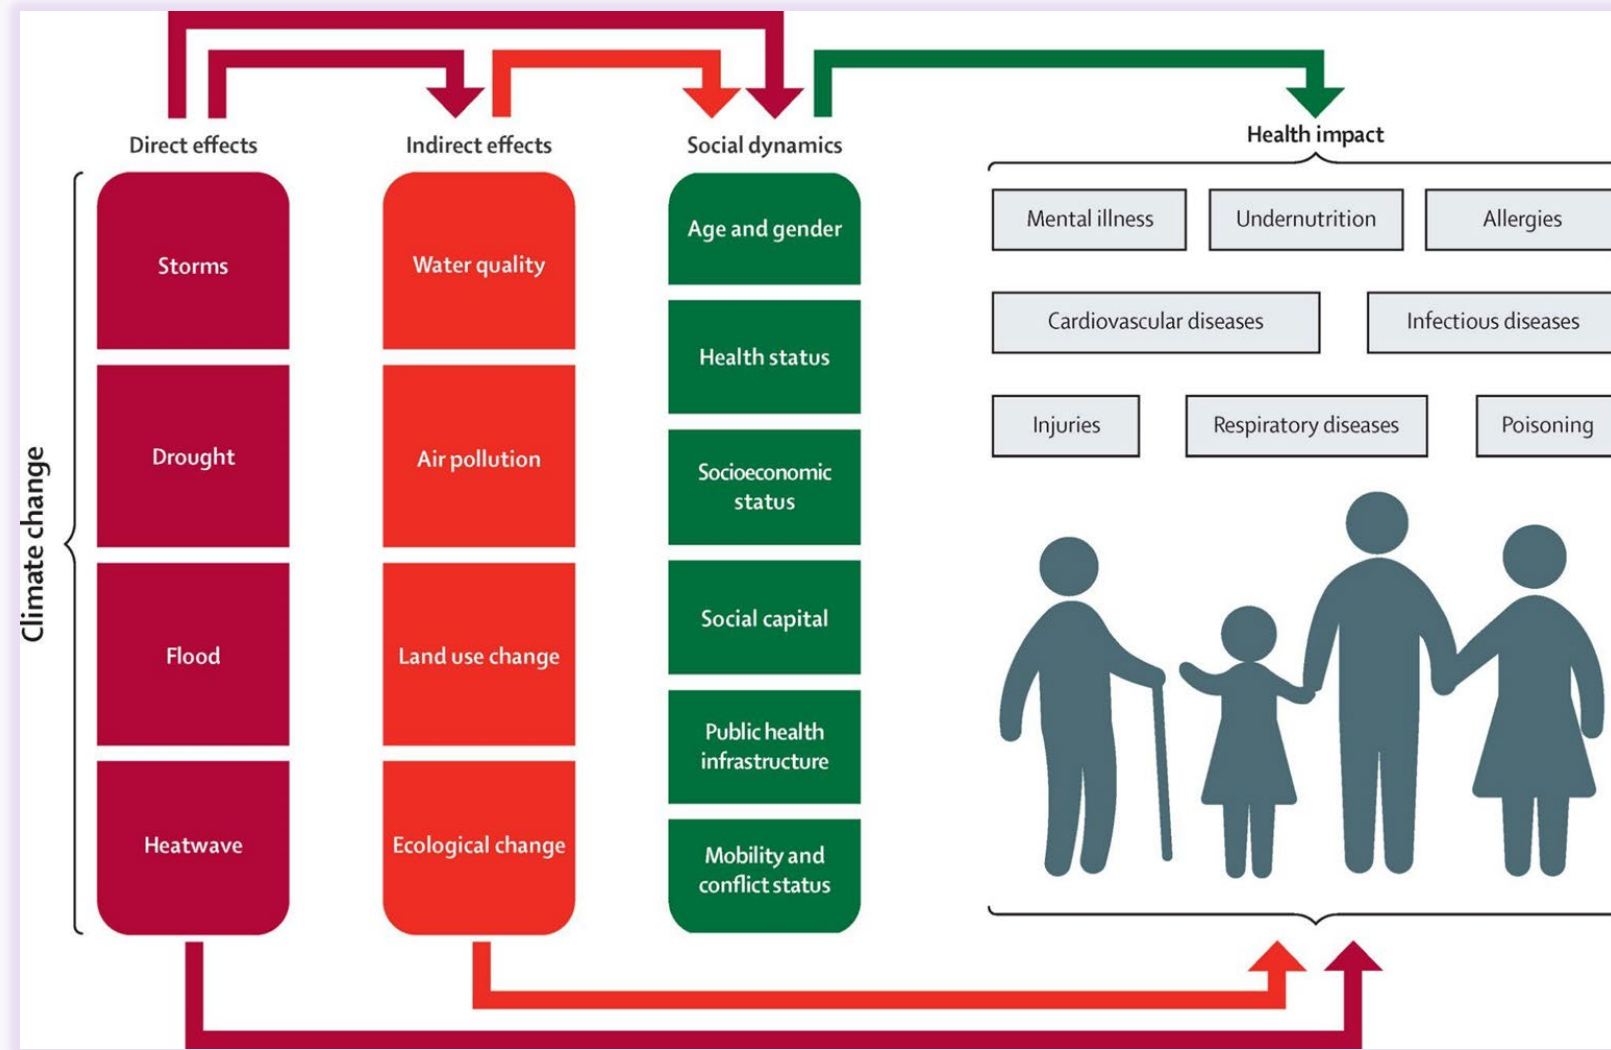 Direct effects
Indirect effects
Social dynamics
Health impact
Climate change
Storms
Drought
Flood
Heatwave
Water quality
Air pollution
Land use change
Ecological change
Age and gender
Health status
Socioeconomic
status
Social capital
Public health
infrastructure
Mobility and
conflict status
Mental illness
Undernutrition
Allergies
Cardiovascular diseases
Infectious diseases
Injuries
Respiratory diseases
Poisoning